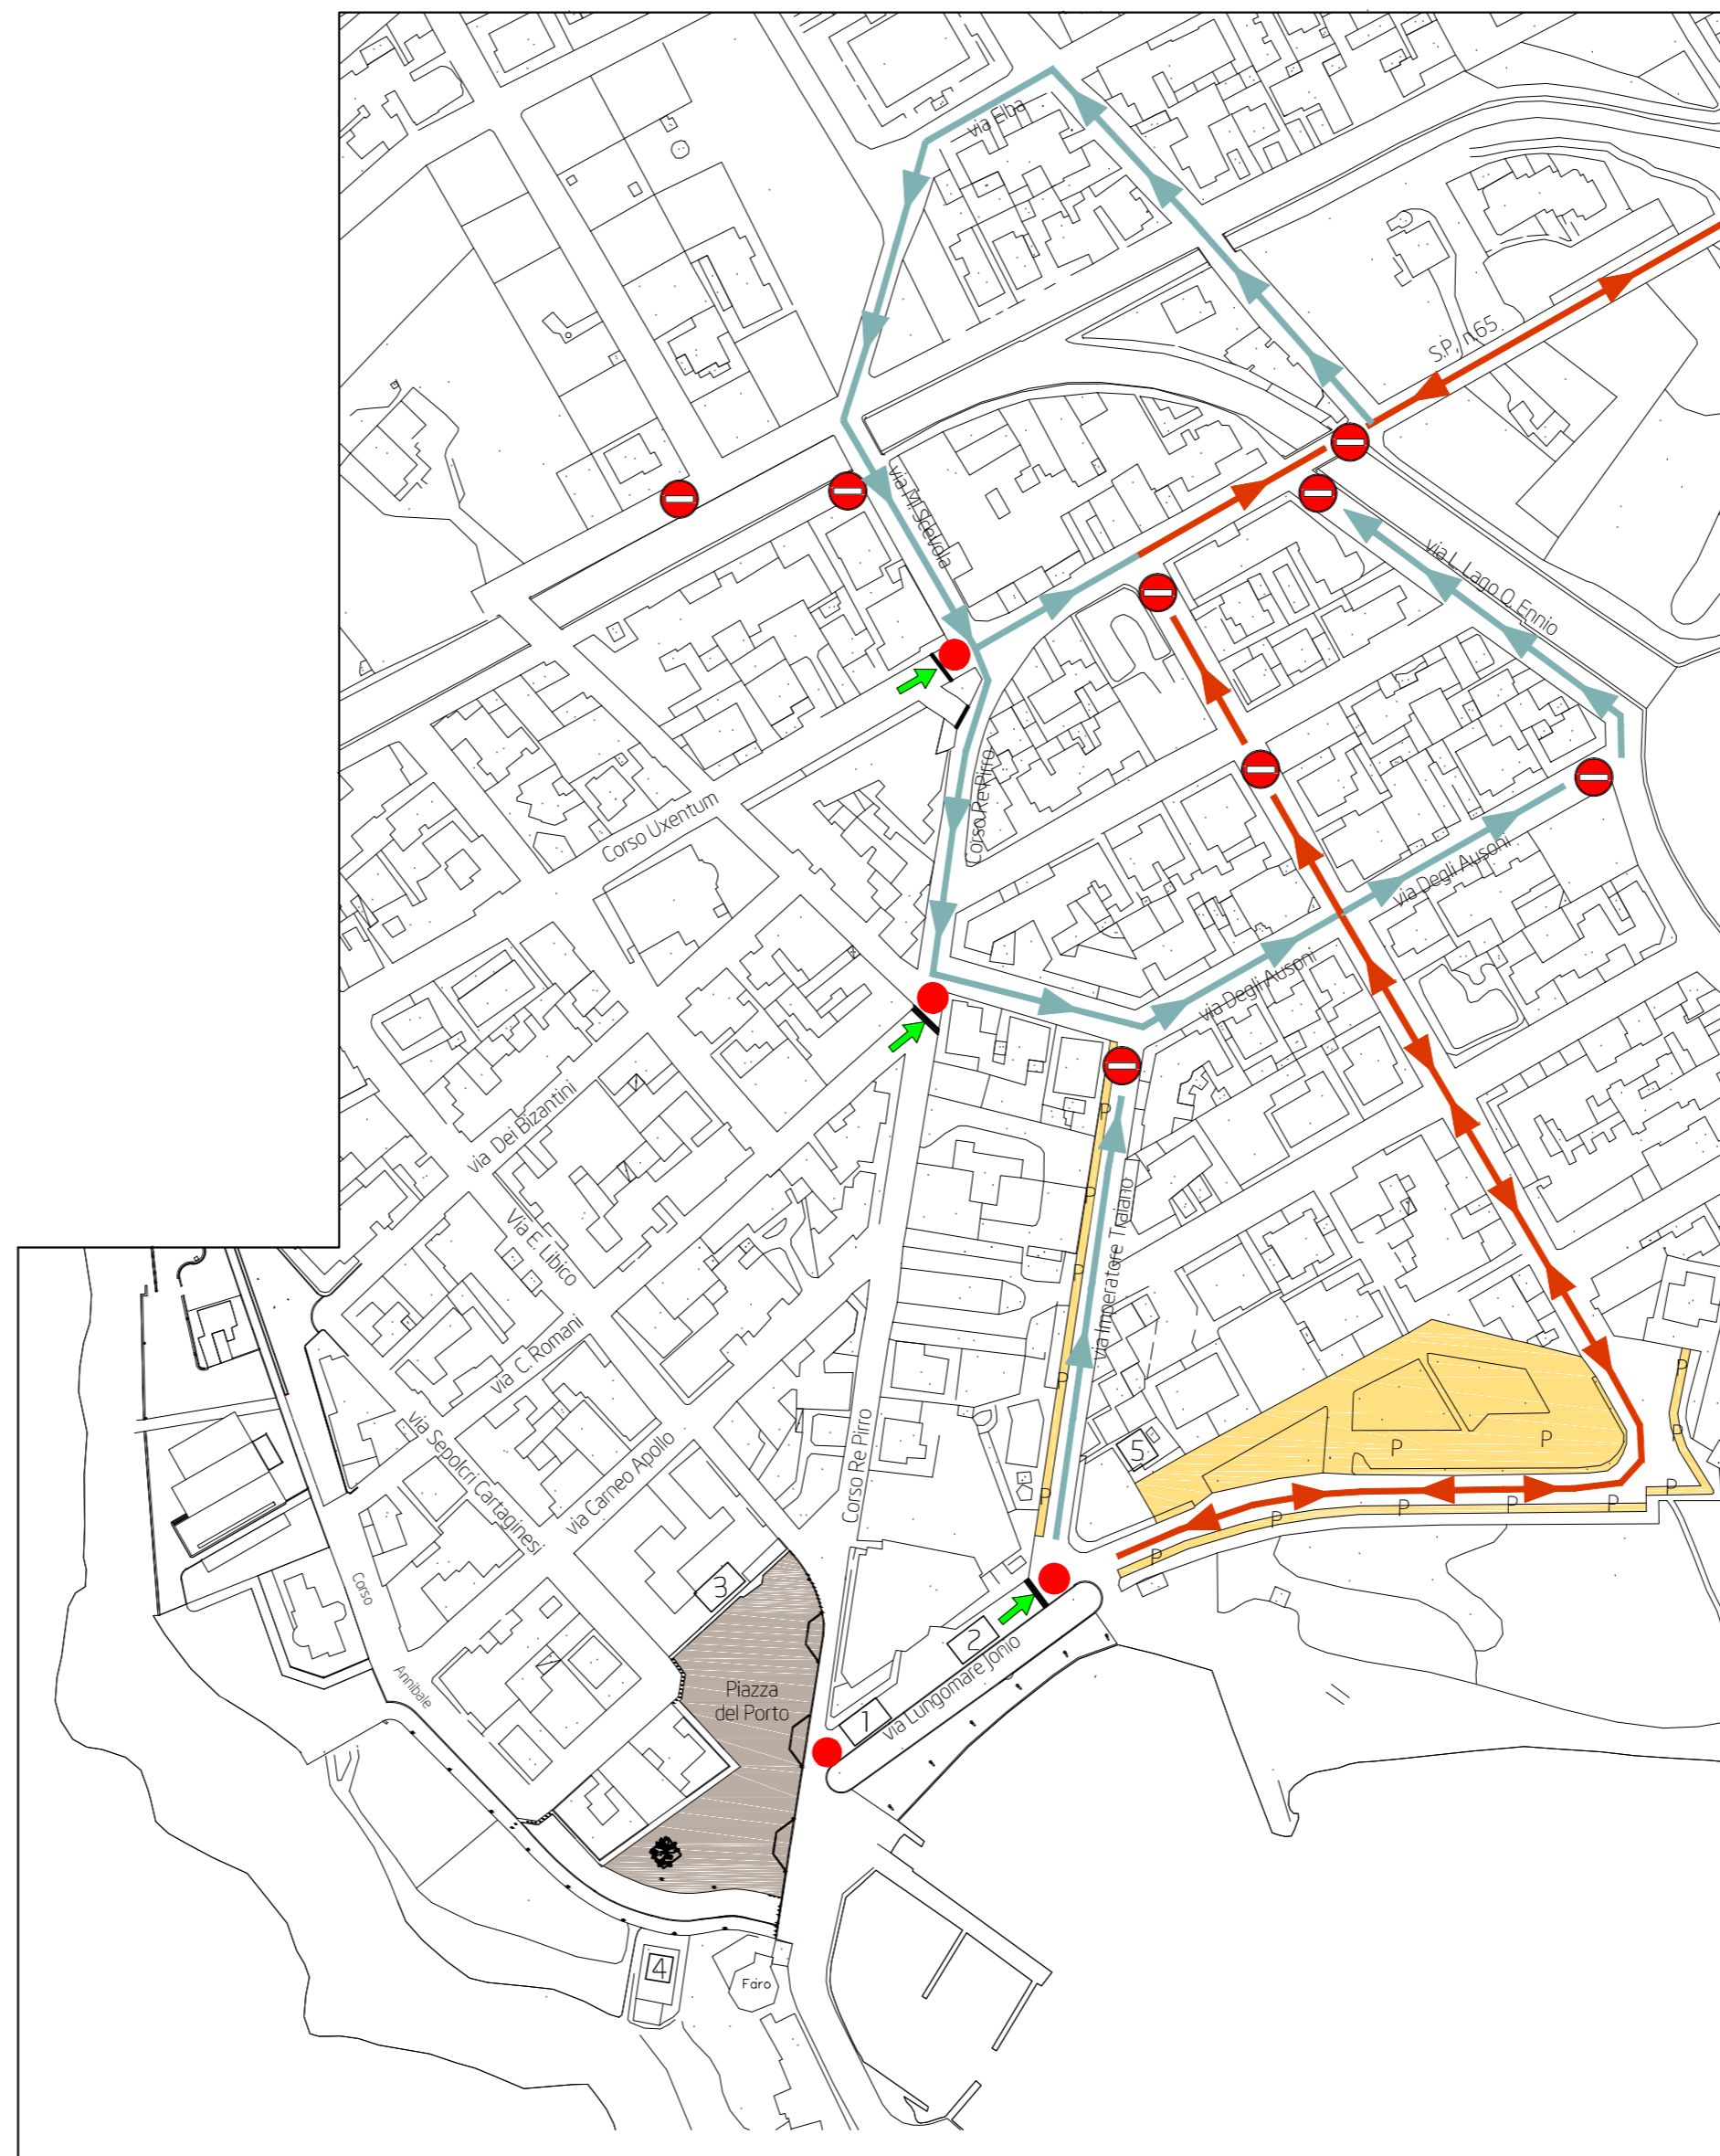 via Elba
S.P. n.65
via M. Scevola
via L. Lago O. Ennio
Corso Re Pirro
Corso Uxentum
via Degli Ausoni
via Degli Ausoni
via Dei Bizantini
P
P
via Imperatore Traiano
Via F. Libico
P
via C. Romani
P
P
via Sepolcri Cartaginesi
via Carneo Apollo
Corso Re Pirro
5
P
P
P
P
P
P
P
P
P
P
Corso
3
2
Annibale
Piazza
del Porto
1
via Lungomare Jonio
4
Faro